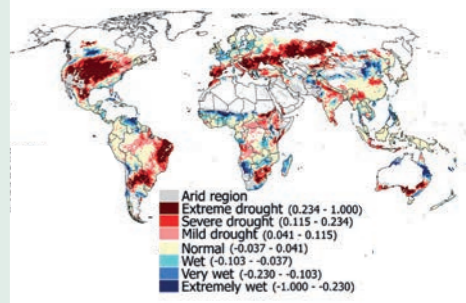 Arid region
Extreme drought (0.234 - 1.000)
Severe drought (0.115 - 0.234)
Mild drought (0.041 - 0.115)
Normal (-0.037 - 0.041)
Wet (-0.103 - -0.037)
Very wet (-0.230 - -0.103)
Extremely wet (-1.000 - -0.230)